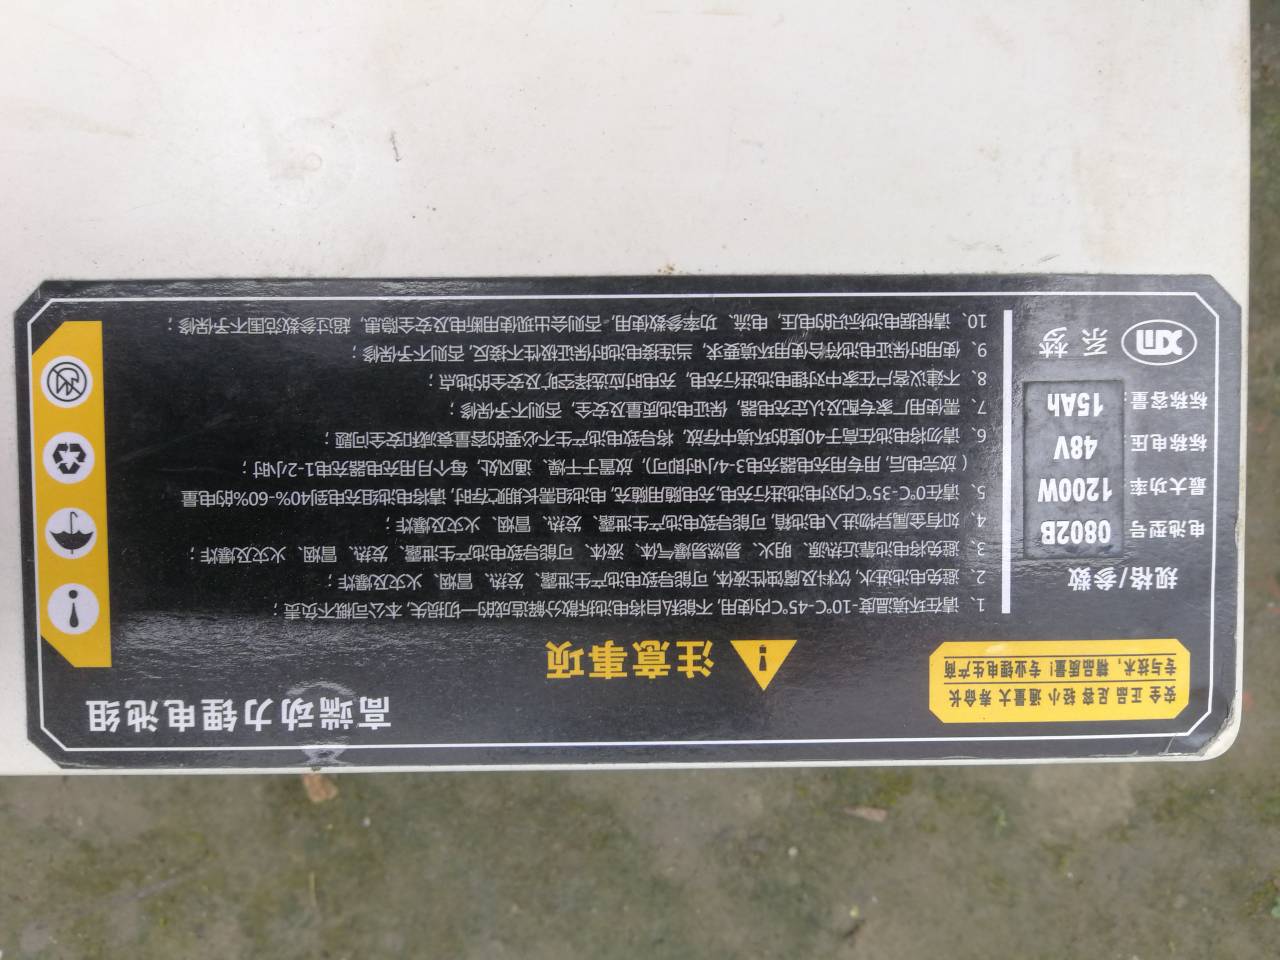 高端动力锂电池组
安全 正品 足容 轻小 通量大 寿命长
专与技术，精品质量！专业锂电生产商
注意事项
规格/参数
电池型号 0802B
最大功率 1200W
标称电压 48V
标称容量: 15Ah
XM 系 梦
1、请在环境温度-10°C-45°C内使用, 不能私自将电池拆散分解造成的一切损失, 本公司概不负责；
2、避免电池进水, 饮料及腐蚀性液体, 可能导致电池产生泄露、发热、冒烟、火灾及爆炸；
3、避免将电池靠近热源、明火、易燃易爆气体、液体、可能导致电池产生泄露、发热、冒烟、火灾及爆炸；
4、如有金属异物进入电池箱, 可能导致电池产生泄露、发热、冒烟、火灾及爆炸；
5、请在0°C-35°C内对电池进行充电,充电随用随充, 电池组需长期贮存时, 请将电池组充电到40%-60%的电量
( 放完电后, 用专用充电器充电3-4小时即可), 放置于干燥、通风处, 每个月用充电器充电1-2小时；
6、请勿将电池在高于40度的环境中存放, 将导致电池产生不必要的容量衰减和安全问题；
7、需使用厂家专配及认定充电器, 保证电池质量及安全, 否则不予保修；
8、不建议客户在家中对锂电池进行充电, 充电时应选择空旷及安全的地点；
9、使用时保证电池符合使用环境要求, 当连接电池时保证极性不接反, 否则不予保修；
10、请根据电池标识的电压, 电流, 功率参数使用, 否则会出现使用断电及安全隐患, 超过参数范围不予保修；